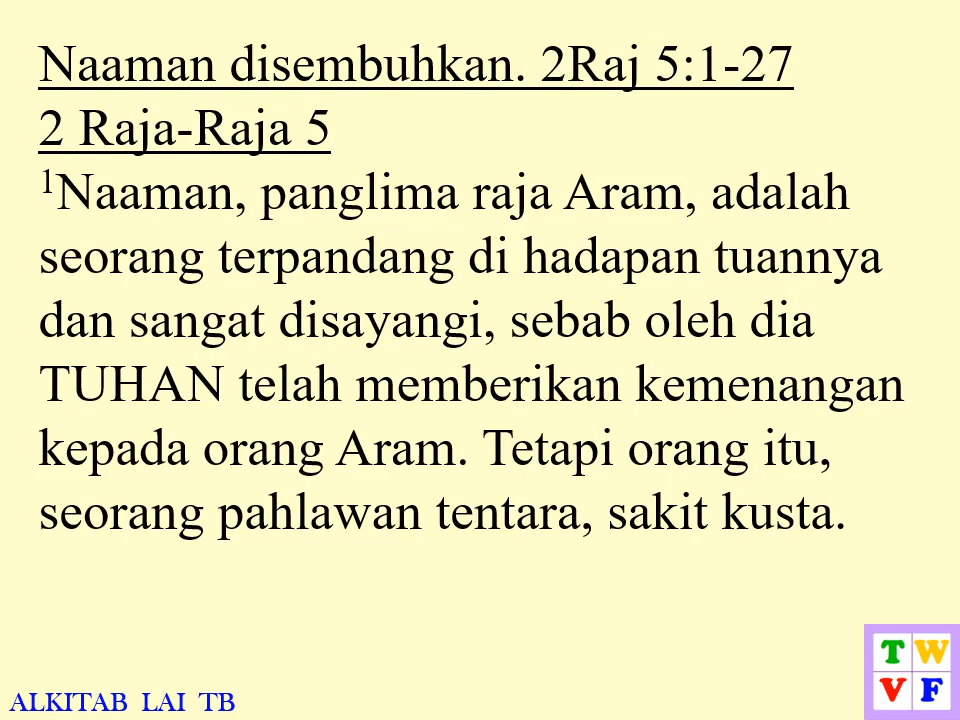 Naaman disembuhkan. 2Raj 5:1-27
2 Raja-Raja 5
¹Naaman, panglima raja Aram, adalah
seorang terpandang di hadapan tuannya
dan sangat disayangi, sebab oleh dia
TUHAN telah memberikan kemenangan
kepada orang Aram. Tetapi orang itu,
seorang pahlawan tentara, sakit kusta.
ALKITAB LAI TB
T W
V F